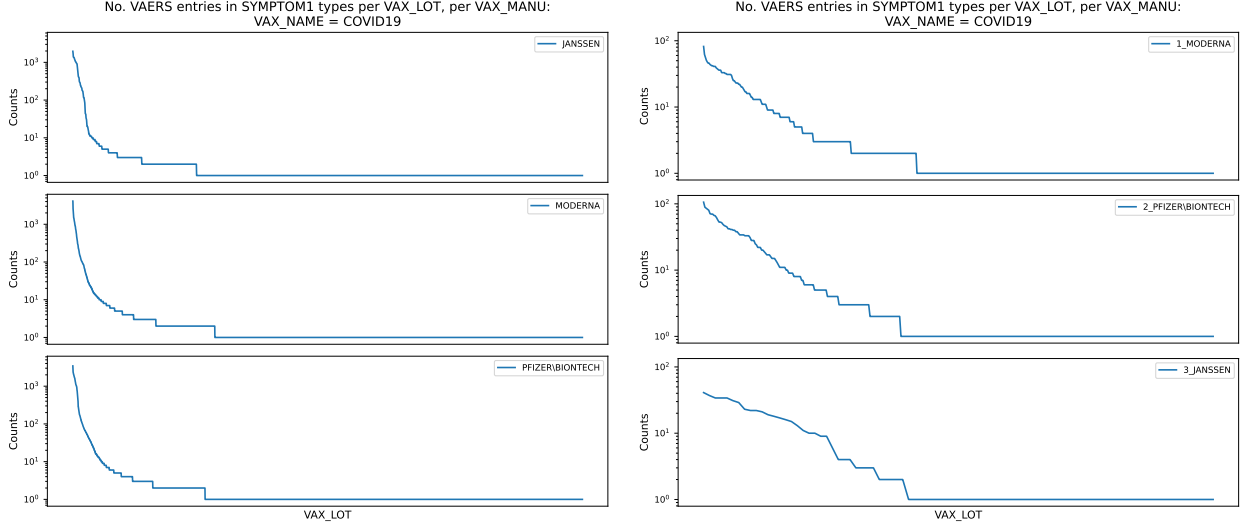 No. VAERS entries in SYMPTOM1 types per VAX_LOT, per VAX_MANU:
VAX_NAME = COVID19
JANSSEN
10³
10²
10¹
10⁰
Counts
MODERNA
10³
10²
10¹
10⁰
Counts
PFIZER\BIONTECH
10³
10²
10¹
10⁰
Counts
VAX_LOT
No. VAERS entries in SYMPTOM1 types per VAX_LOT, per VAX_MANU:
VAX_NAME = COVID19
1_MODERNA
10²
10¹
10⁰
Counts
2_PFIZER\BIONTECH
10²
10¹
10⁰
Counts
3_JANSSEN
10²
10¹
10⁰
Counts
VAX_LOT